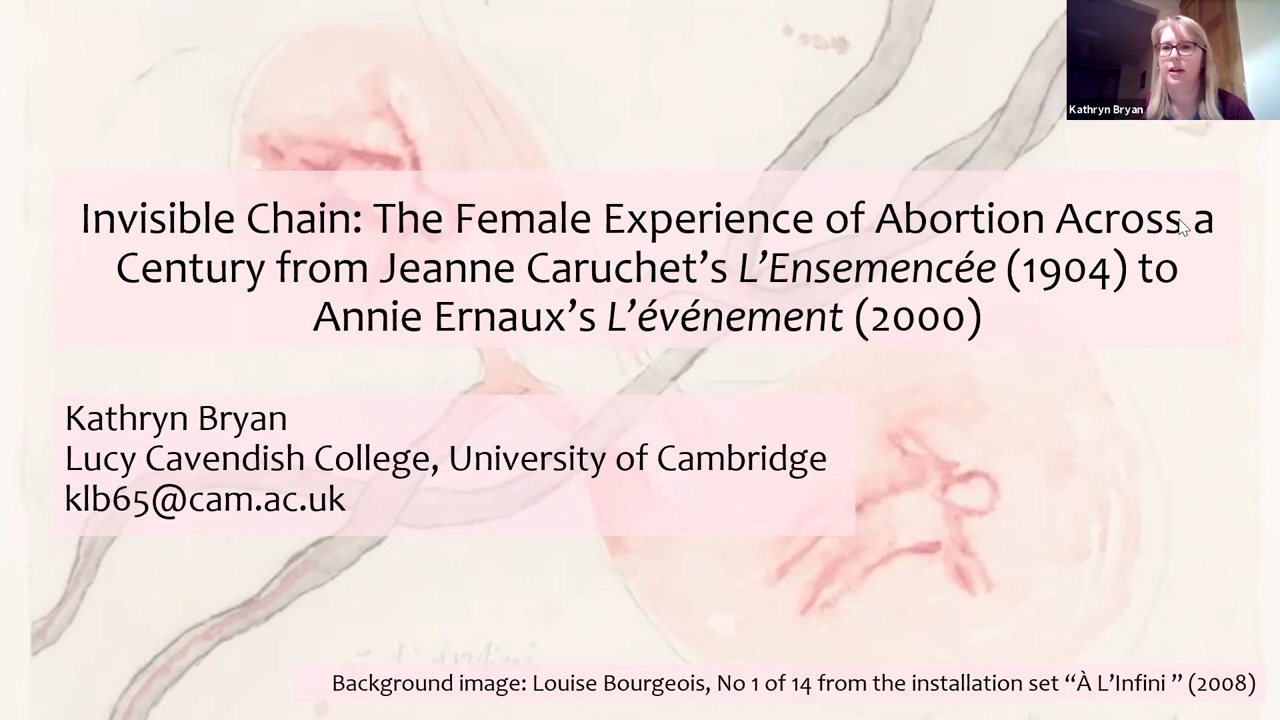 Kathryn Bryan
Invisible Chain: The Female Experience of Abortion Across a
Century from Jeanne Caruchet’s L’Ensemencée (1904) to
Annie Ernaux’s L’événement (2000)
Kathryn Bryan
Lucy Cavendish College, University of Cambridge
klb65@cam.ac.uk
Background image: Louise Bourgeois, No 1 of 14 from the installation set “À L’Infini ” (2008)